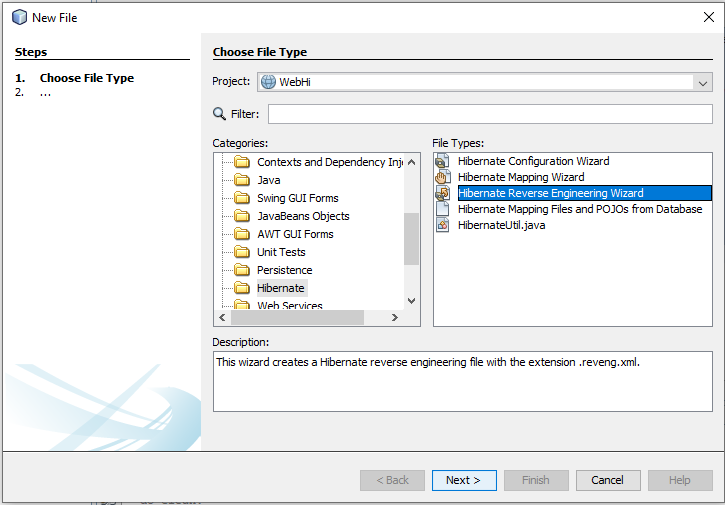 New File
Steps
1. Choose File Type
2. ...
Choose File Type
Project: WebHi
Filter:
Categories:
Contexts and Dependency Inje
Java
Swing GUI Forms
JavaBeans Objects
AWT GUI Forms
Unit Tests
Persistence
Hibernate
Web Services
File Types:
Hibernate Configuration Wizard
Hibernate Mapping Wizard
Hibernate Reverse Engineering Wizard
Hibernate Mapping Files and POJOs from Database
HibernateUtil.java
Description:
This wizard creates a Hibernate reverse engineering file with the extension .reveng.xml.
< Back
Next >
Finish
Cancel
Help